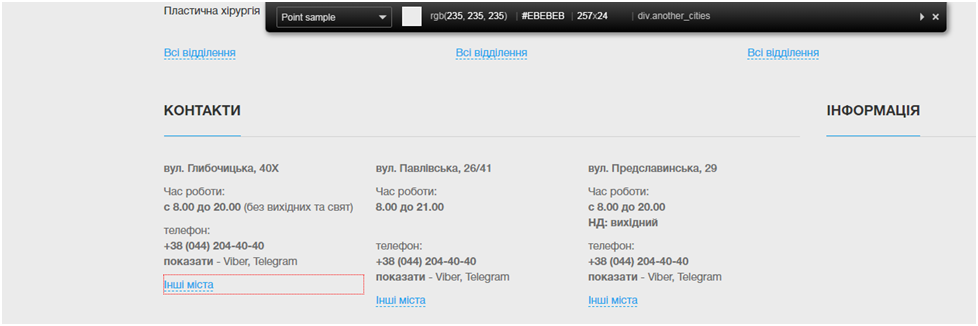 Пластична хірургія
Point sample rgb(235, 235, 235) | #EBEBEB | 257x24 | div.another_cities
Всі відділення Всі відділення Всі відділення
КОНТАКТИ ІНФОРМАЦІЯ
вул. Глибочицька, 40Х
Час роботи:
с 8.00 до 20.00 (без вихідних та свят)
телефон:
+38 (044) 204-40-40
показати - Viber, Telegram
Інші міста
вул. Павлівська, 26/41
Час роботи:
8.00 до 21.00
телефон:
+38 (044) 204-40-40
показати - Viber, Telegram
Інші міста
вул. Предславинська, 29
Час роботи:
с 8.00 до 20.00
НД: вихідний
телефон:
+38 (044) 204-40-40
показати - Viber, Telegram
Інші міста